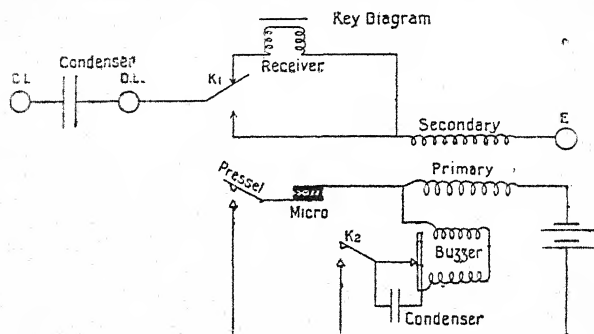 Key Diagram
Condenser
C.L.
D.L.
K1
Receiver
Secondary
E
Pressel
Primary
Micro
K2
Buzzer
Condenser